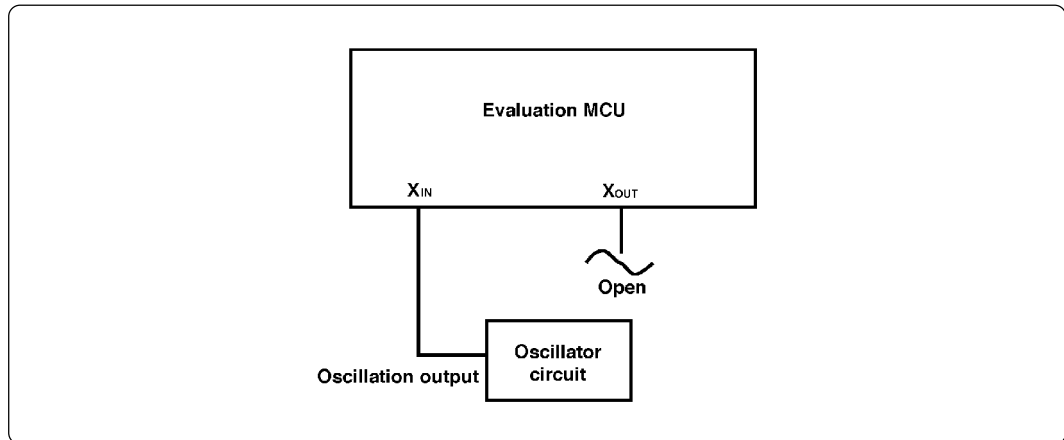 Evaluation MCU
XIN
XOUT
Open
Oscillator
circuit
Oscillation output